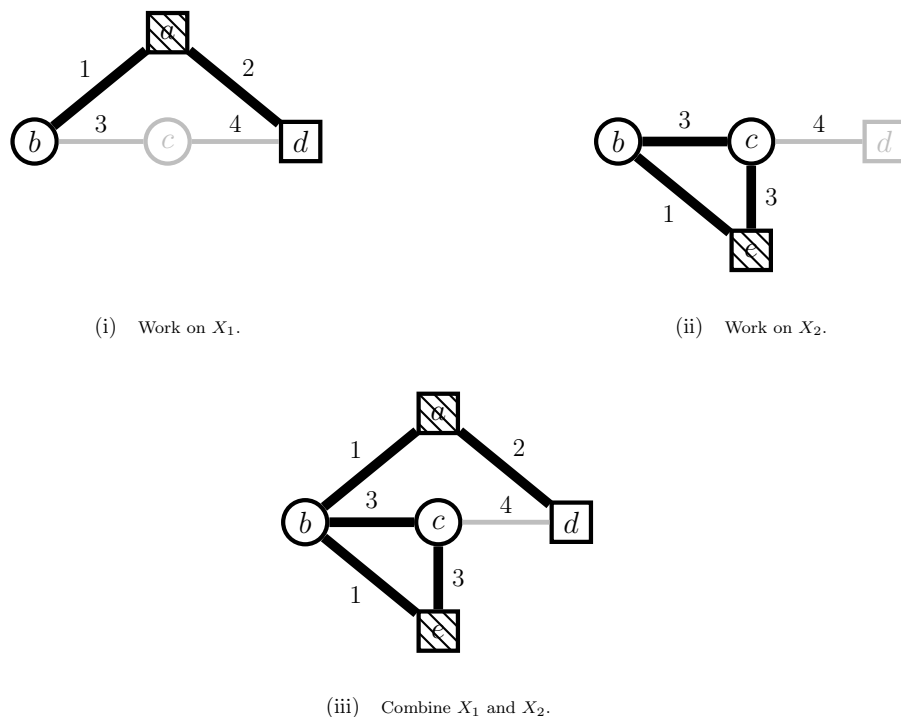 a
1 2
b 3 c 4 d
b 3 c 4 d
1 3
e
(i) Work on X₁.
(ii) Work on X₂.
a
1 2
b 3 c 4 d
1 3
e
(iii) Combine X₁ and X₂.